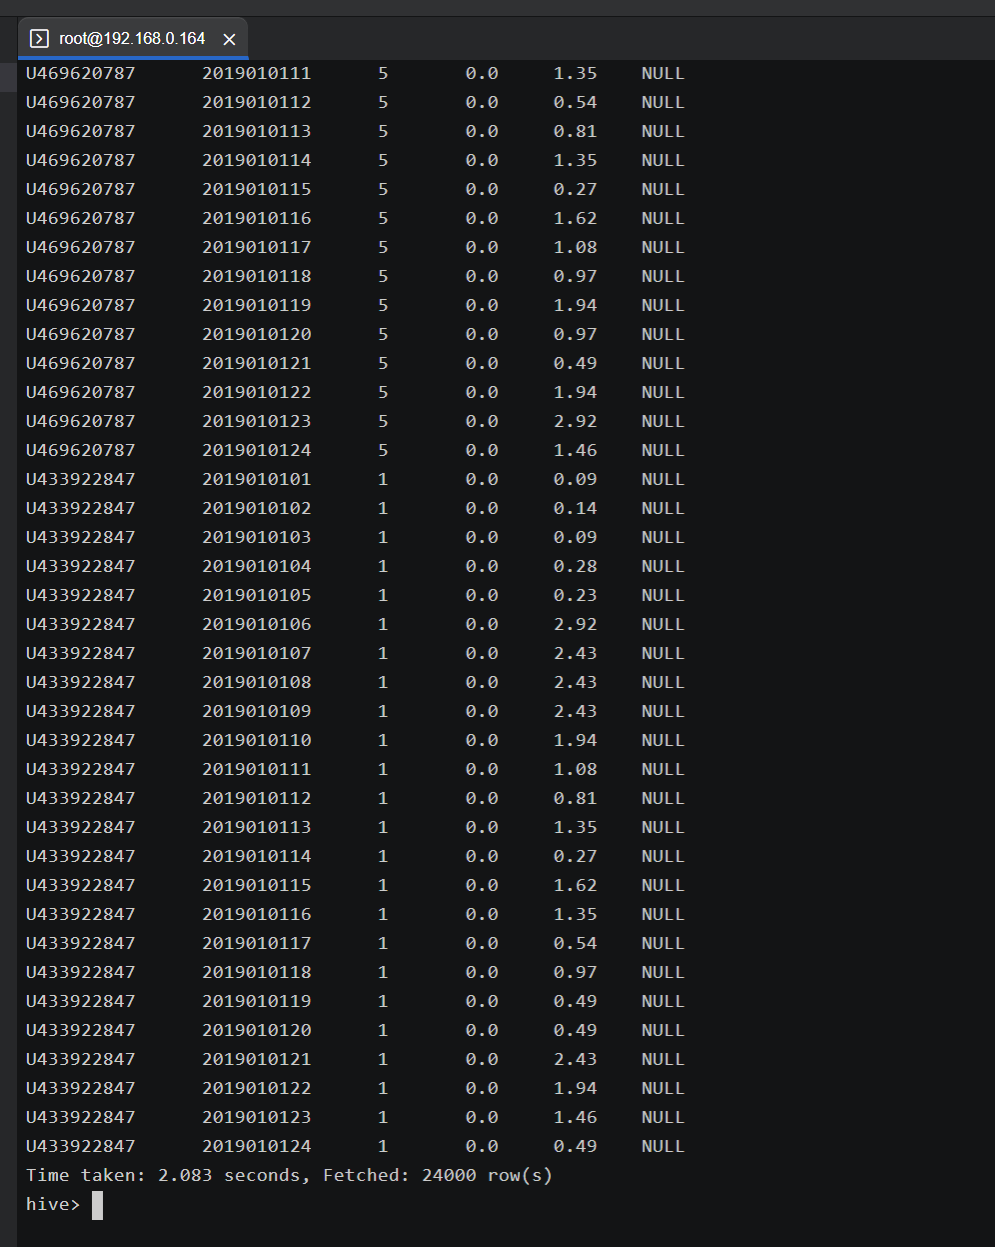 root@192.168.0.164
U469620787 2019010111 5 0.0 1.35 NULL
U469620787 2019010112 5 0.0 0.54 NULL
U469620787 2019010113 5 0.0 0.81 NULL
U469620787 2019010114 5 0.0 1.35 NULL
U469620787 2019010115 5 0.0 0.27 NULL
U469620787 2019010116 5 0.0 1.62 NULL
U469620787 2019010117 5 0.0 1.08 NULL
U469620787 2019010118 5 0.0 0.97 NULL
U469620787 2019010119 5 0.0 1.94 NULL
U469620787 2019010120 5 0.0 0.97 NULL
U469620787 2019010121 5 0.0 0.49 NULL
U469620787 2019010122 5 0.0 1.94 NULL
U469620787 2019010123 5 0.0 2.92 NULL
U469620787 2019010124 5 0.0 1.46 NULL
U433922847 2019010101 1 0.0 0.09 NULL
U433922847 2019010102 1 0.0 0.14 NULL
U433922847 2019010103 1 0.0 0.09 NULL
U433922847 2019010104 1 0.0 0.28 NULL
U433922847 2019010105 1 0.0 0.23 NULL
U433922847 2019010106 1 0.0 2.92 NULL
U433922847 2019010107 1 0.0 2.43 NULL
U433922847 2019010108 1 0.0 2.43 NULL
U433922847 2019010109 1 0.0 2.43 NULL
U433922847 2019010110 1 0.0 1.94 NULL
U433922847 2019010111 1 0.0 1.08 NULL
U433922847 2019010112 1 0.0 0.81 NULL
U433922847 2019010113 1 0.0 1.35 NULL
U433922847 2019010114 1 0.0 0.27 NULL
U433922847 2019010115 1 0.0 1.62 NULL
U433922847 2019010116 1 0.0 1.35 NULL
U433922847 2019010117 1 0.0 0.54 NULL
U433922847 2019010118 1 0.0 0.97 NULL
U433922847 2019010119 1 0.0 0.49 NULL
U433922847 2019010120 1 0.0 0.49 NULL
U433922847 2019010121 1 0.0 2.43 NULL
U433922847 2019010122 1 0.0 1.94 NULL
U433922847 2019010123 1 0.0 1.46 NULL
U433922847 2019010124 1 0.0 0.49 NULL
Time taken: 2.083 seconds, Fetched: 24000 row(s)
hive>